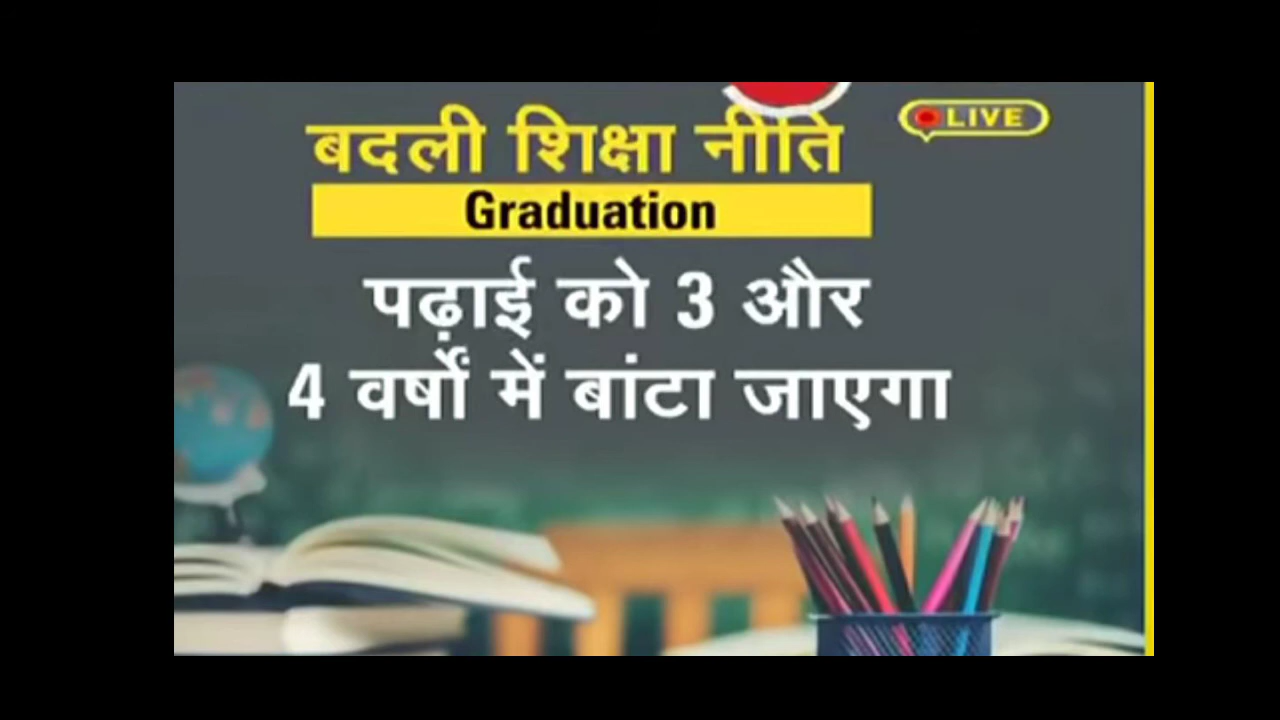 बदली शिक्षा नीति
LIVE
Graduation
पढ़ाई को 3 और
4 वर्षों में बांटा जाएगा